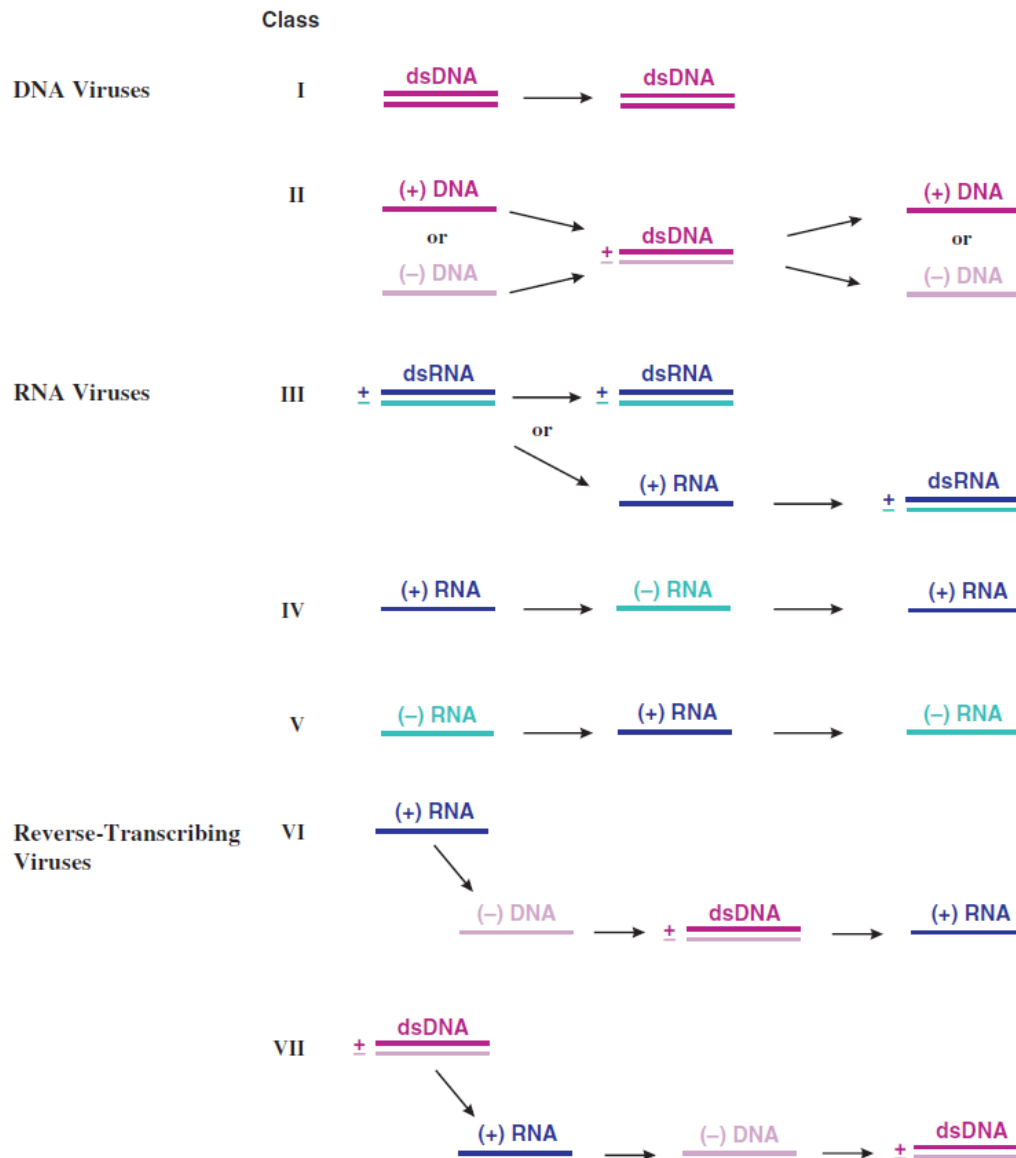 Class
DNA Viruses
I
dsDNA
dsDNA
II
(+) DNA
or
(–) DNA
±
dsDNA
(+) DNA
or
(–) DNA
RNA Viruses
III
±
dsRNA
±
dsRNA
or
(+) RNA
±
dsRNA
IV
(+) RNA
(–) RNA
(+) RNA
V
(–) RNA
(+) RNA
(–) RNA
Reverse-Transcribing
Viruses
VI
(+) RNA
(–) DNA
±
dsDNA
(+) RNA
VII
±
dsDNA
(+) RNA
(–) DNA
±
dsDNA